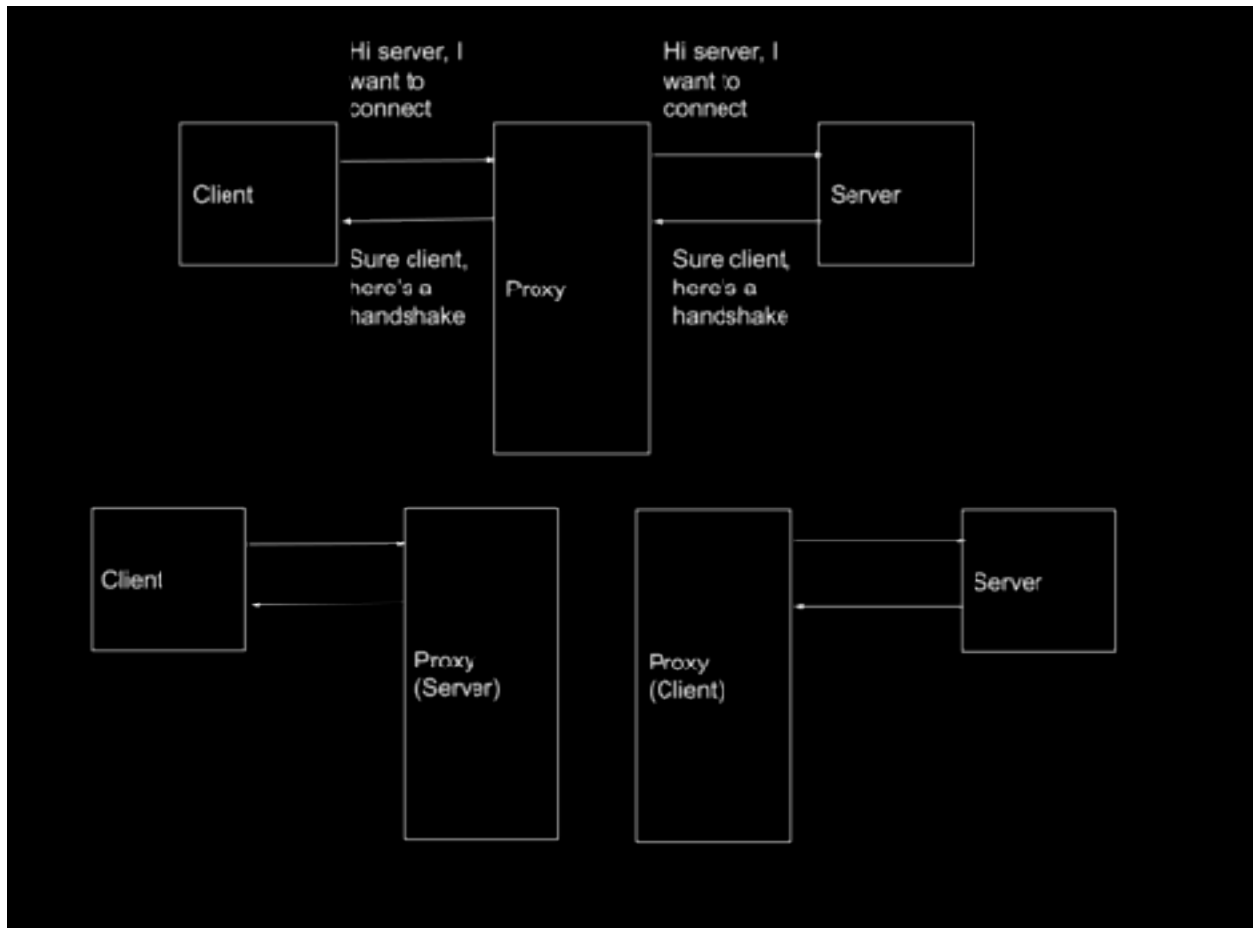 Hi server, I
want to
connect
Hi server, I
want to
connect
Client
Server
Sure client,
here's a
handshake
Proxy
Sure client,
here's a
handshake
Client
Proxy
(Server)
Proxy
(Client)
Server